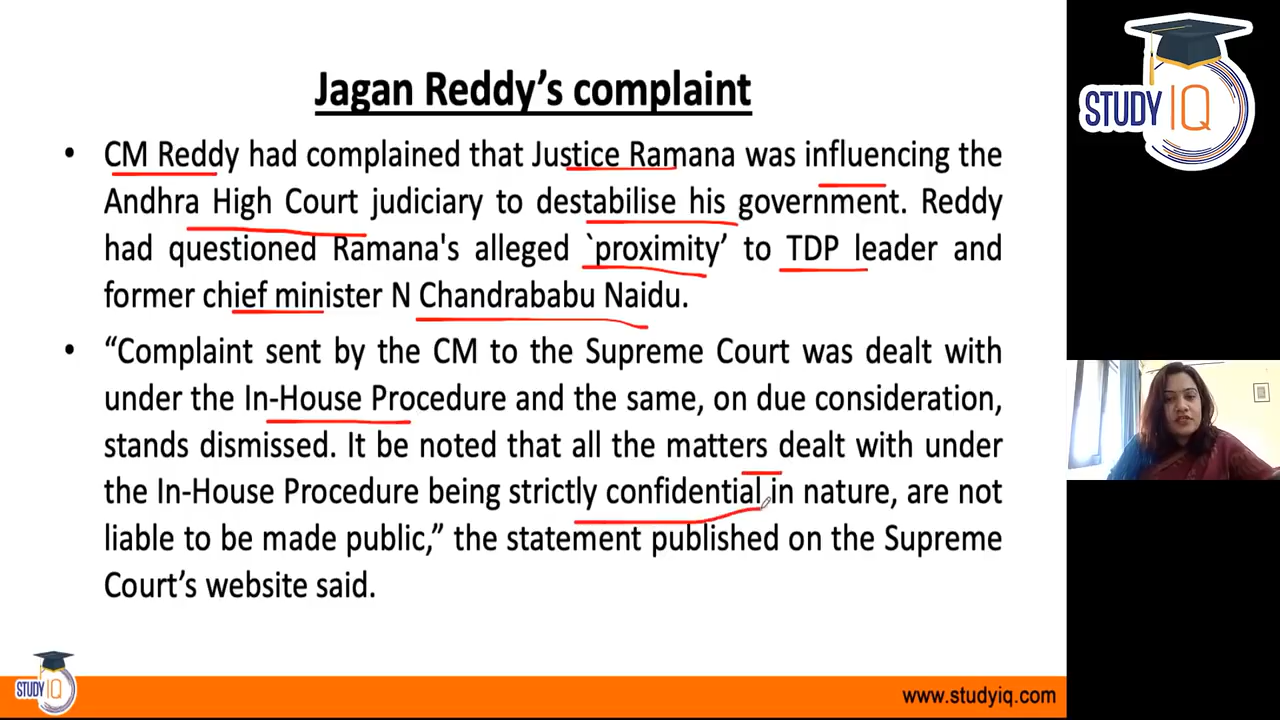 Jagan Reddy’s complaint
STUDY IQ
• CM Reddy had complained that Justice Ramana was influencing the
Andhra High Court judiciary to destabilise his government. Reddy
had questioned Ramana's alleged `proximity’ to TDP leader and
former chief minister N Chandrababu Naidu.
• “Complaint sent by the CM to the Supreme Court was dealt with
under the In-House Procedure and the same, on due consideration,
stands dismissed. It be noted that all the matters dealt with under
the In-House Procedure being strictly confidential in nature, are not
liable to be made public,” the statement published on the Supreme
Court’s website said.
STUDY IQ
www.studyiq.com